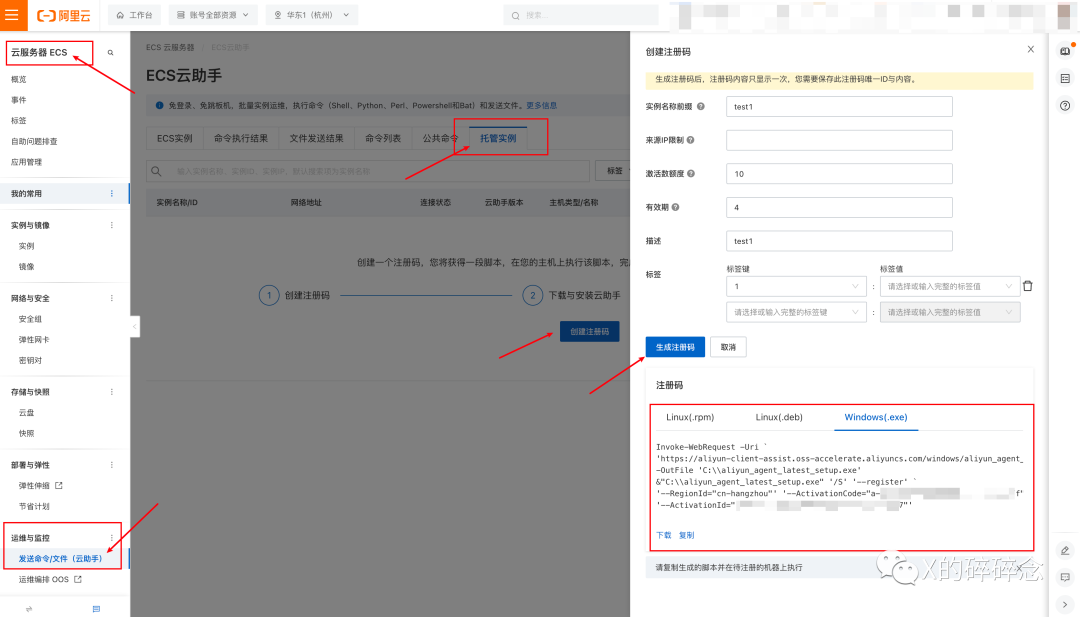 阿里云
工作台
账号全部资源
华东1（杭州）
搜索...
云服务器 ECS
概览
事件
标签
自助问题排查
应用管理
我的常用
实例与镜像
实例
镜像
网络与安全
安全组
弹性网卡
密钥对
存储与快照
云盘
快照
部署与弹性
弹性伸缩
节省计划
运维与监控
发送命令/文件（云助手）
运维编排 OOS
ECS 云服务器 / ECS云助手
ECS云助手
免登录、免跳板机，批量实例运维，执行命令（Shell、Python、Perl、Powershell和Bat）和发送文件。更多信息
ECS实例 命令执行结果 文件发送结果 命令列表 公共命令 托管实例
输入实例名称、实例ID、实例IP，默认搜索项为实例名称
标签
实例名称/ID 网络地址 连接状态 云助手版本 主机类型/名称
创建一个注册码，您将获得一段脚本，在您的主机上执行该脚本，完
1 创建注册码
2 下载与安装云助手
创建注册码
创建注册码
生成注册码后，注册码内容只显示一次，您需要保存此注册码唯一ID与内容。
实例名称前缀 test1
来源IP限制
激活数额度 10
有效期 4
描述 test1
标签
标签键 标签值
1 : 请选择或输入完整的标签值
请选择或输入完整的标签键 : 请选择或输入完整的标签值
生成注册码 取消
注册码
Linux(.rpm) Linux(.deb) Windows(.exe)
Invoke-WebRequest -Uri `
'https://aliyun-client-assist.oss-accelerate.aliyuncs.com/windows/aliyun_agent_
-OutFile 'C:\\aliyun_agent_latest_setup.exe'
&"C:\\aliyun_agent_latest_setup.exe" '/S' '--register' `
'--RegionId="cn-hangzhou"' '--ActivationCode="a- f'
'--ActivationId=" 7"'
下载 复制
请复制生成的脚本并在待注册的机器上执行
X的碎碎念